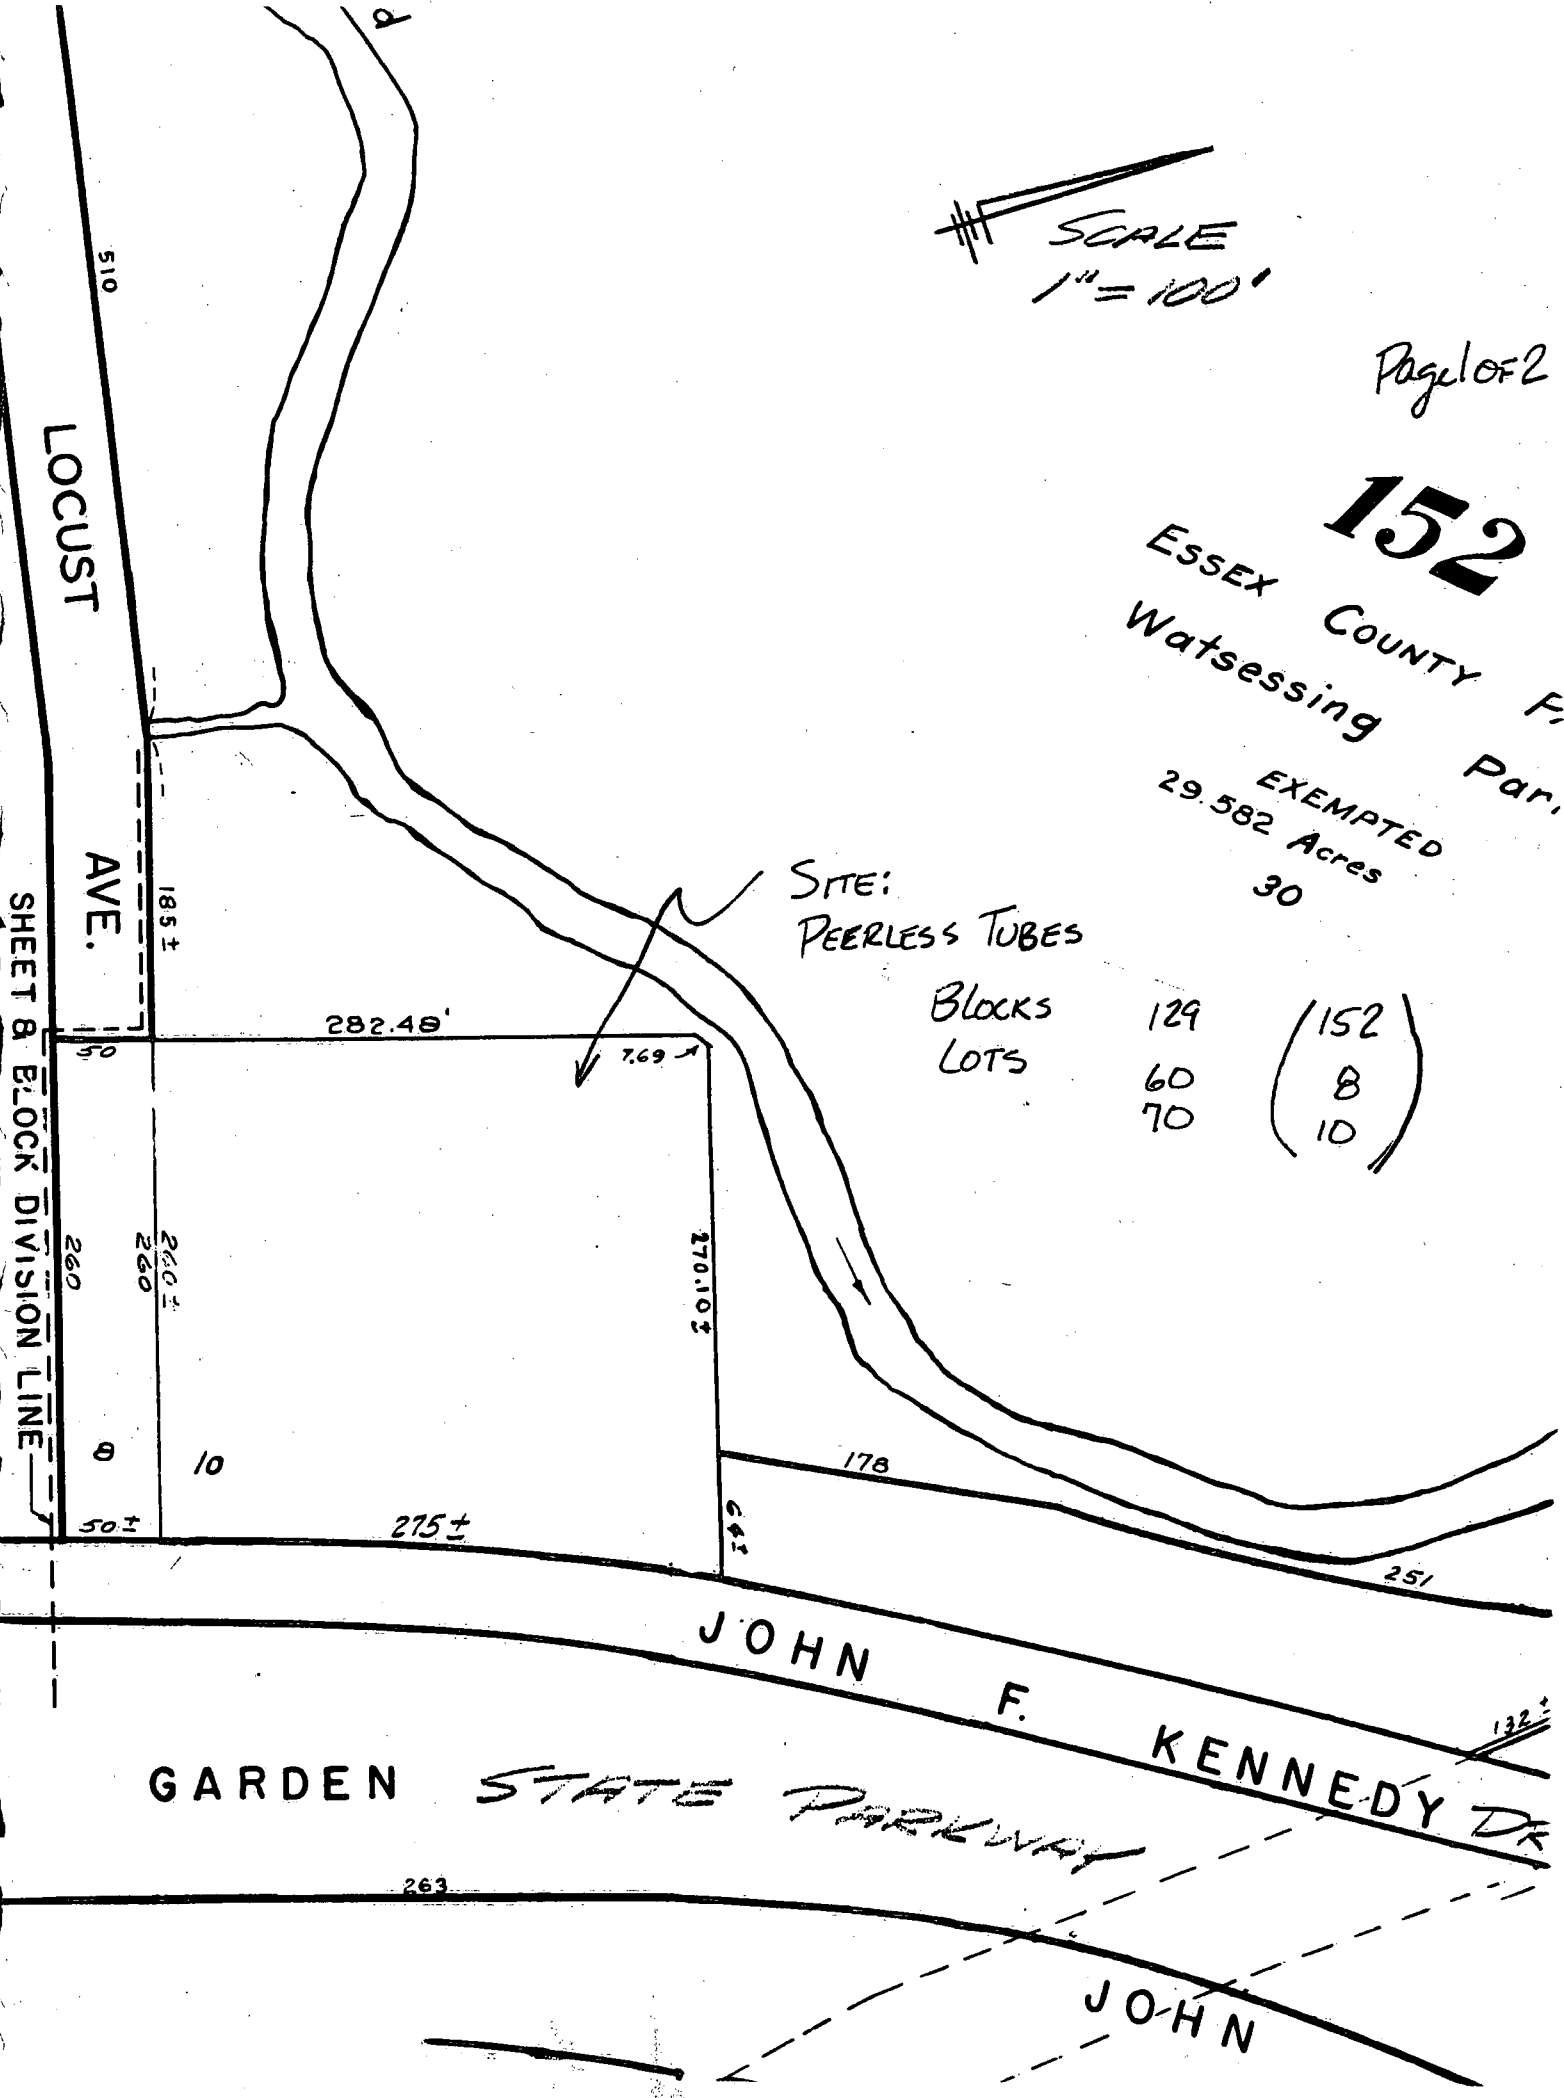 d
SCALE
1" = 100'
Page 1 of 2
152
ESSEX COUNTY
Watsessing
EXEMPTED
29.582 Acres
30
510
LOCUST AVE.
185 ±
SITE:
PEERLESS TUBES
BLOCKS 129 (152
LOTS 60 8
70 10)
282.48'
7.69
50
SHEET & BLOCK DIVISION LINE
260
260
260 ±
270.10 ±
8
10
178
64±
50 ±
275 ±
251
JOHN F. KENNEDY DR
132 ±
GARDEN STATE PARKWAY
263
JOHN